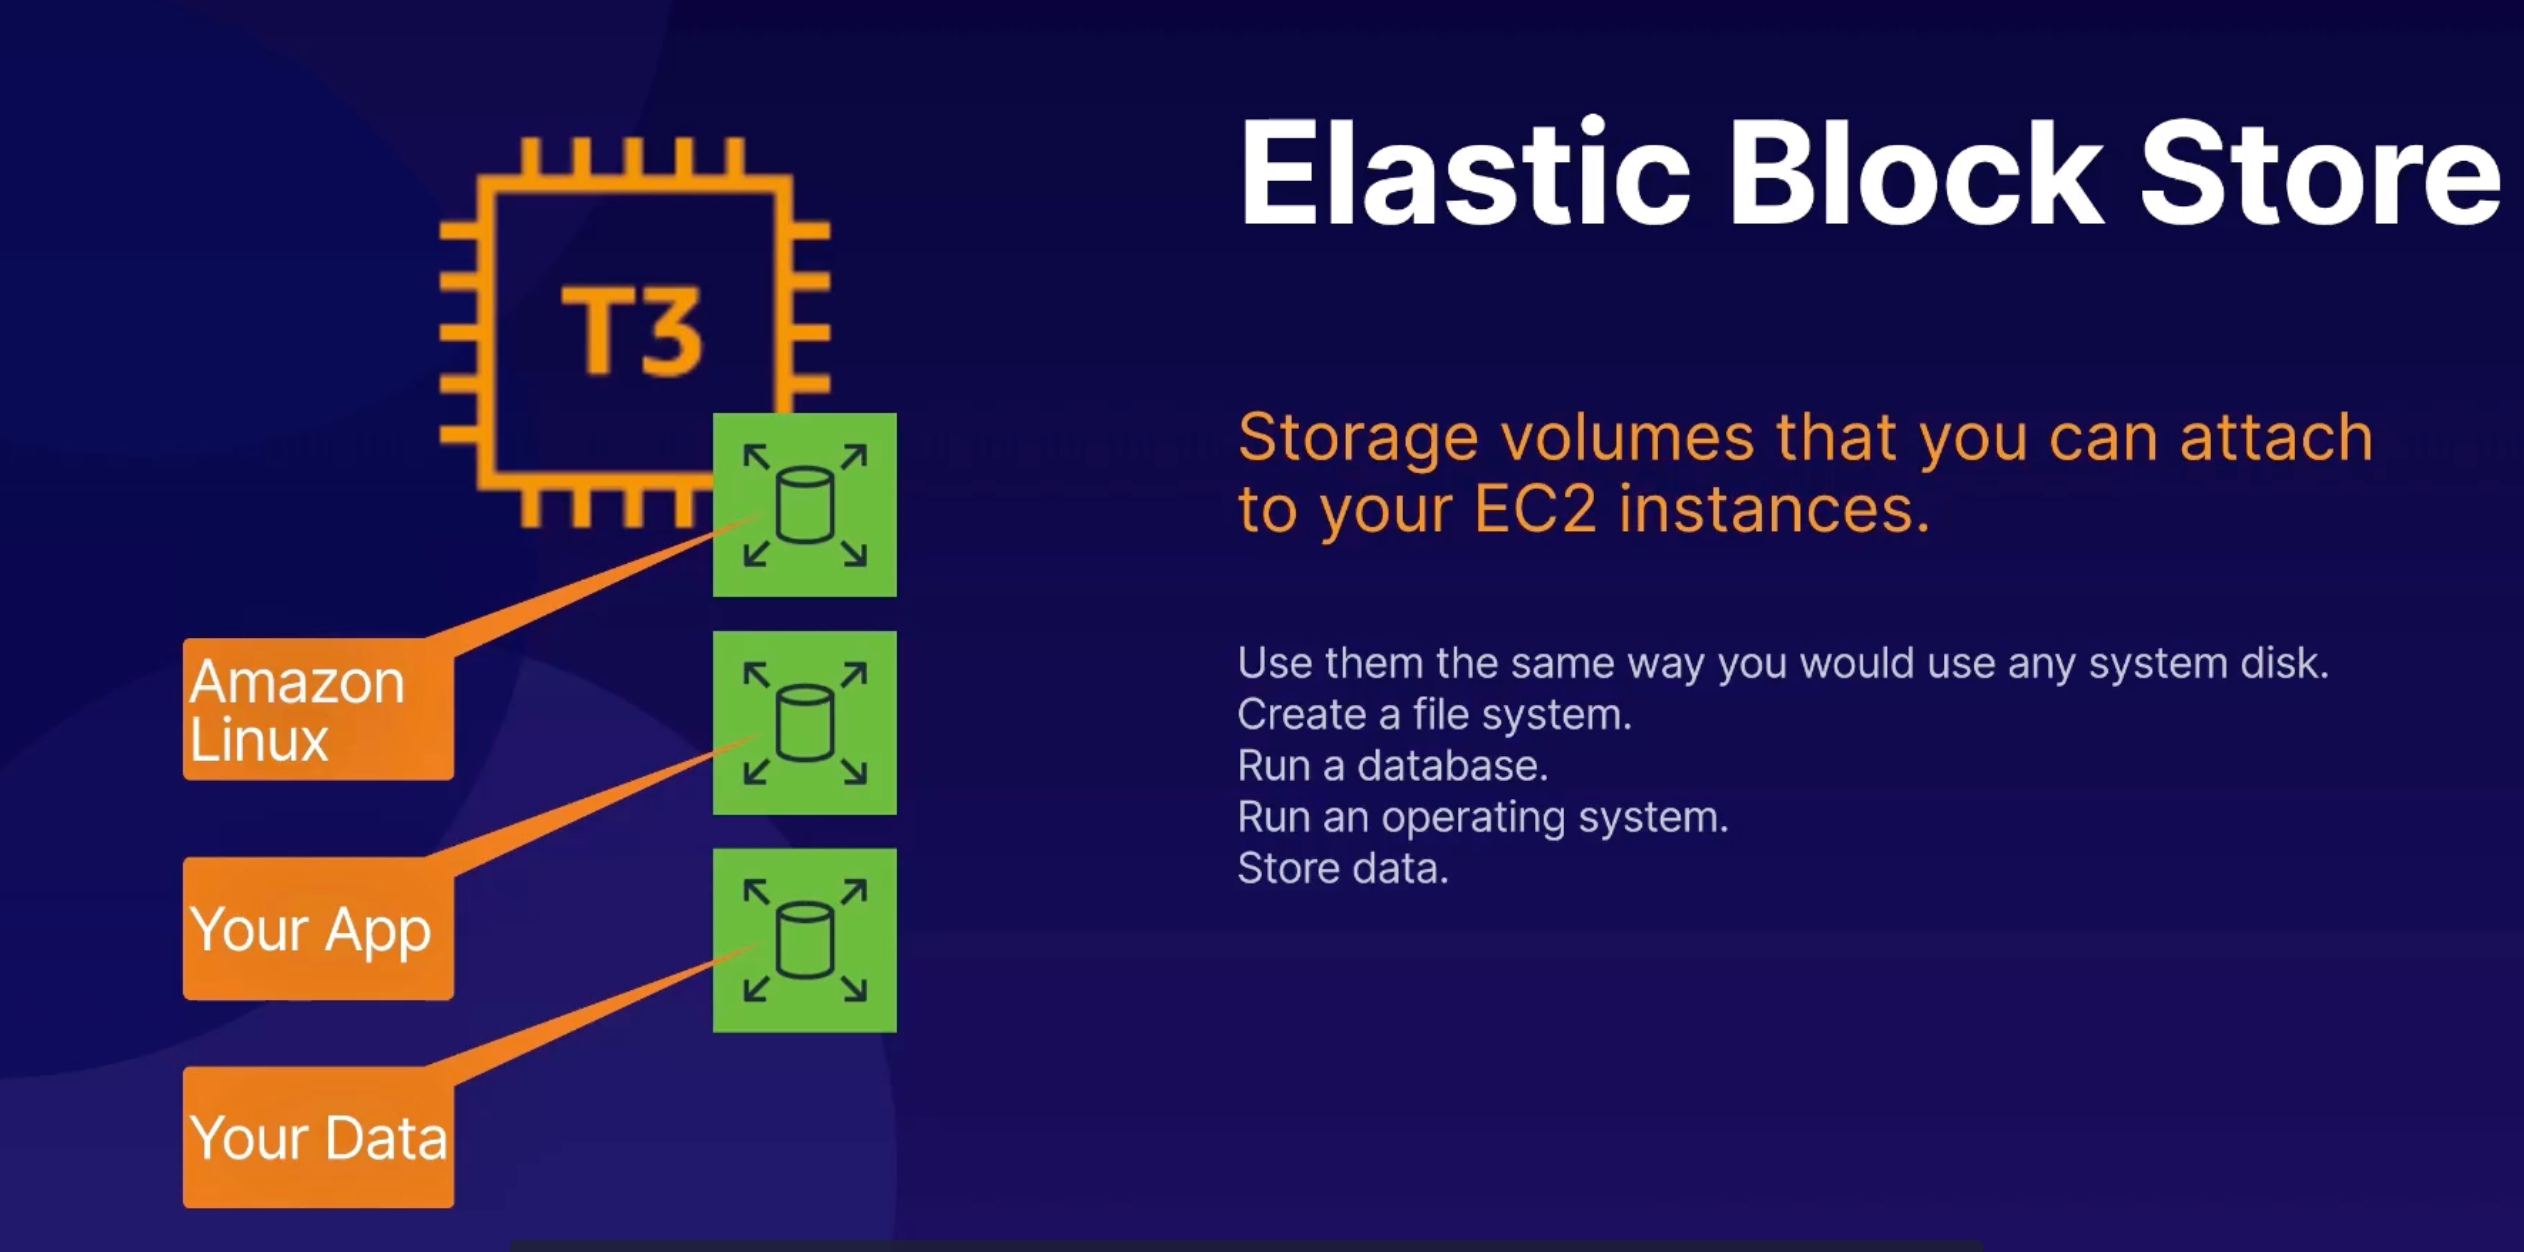 Elastic Block Store
T3
Storage volumes that you can attach
to your EC2 instances.
Amazon
Linux
Your App
Your Data
Use them the same way you would use any system disk.
Create a file system.
Run a database.
Run an operating system.
Store data.